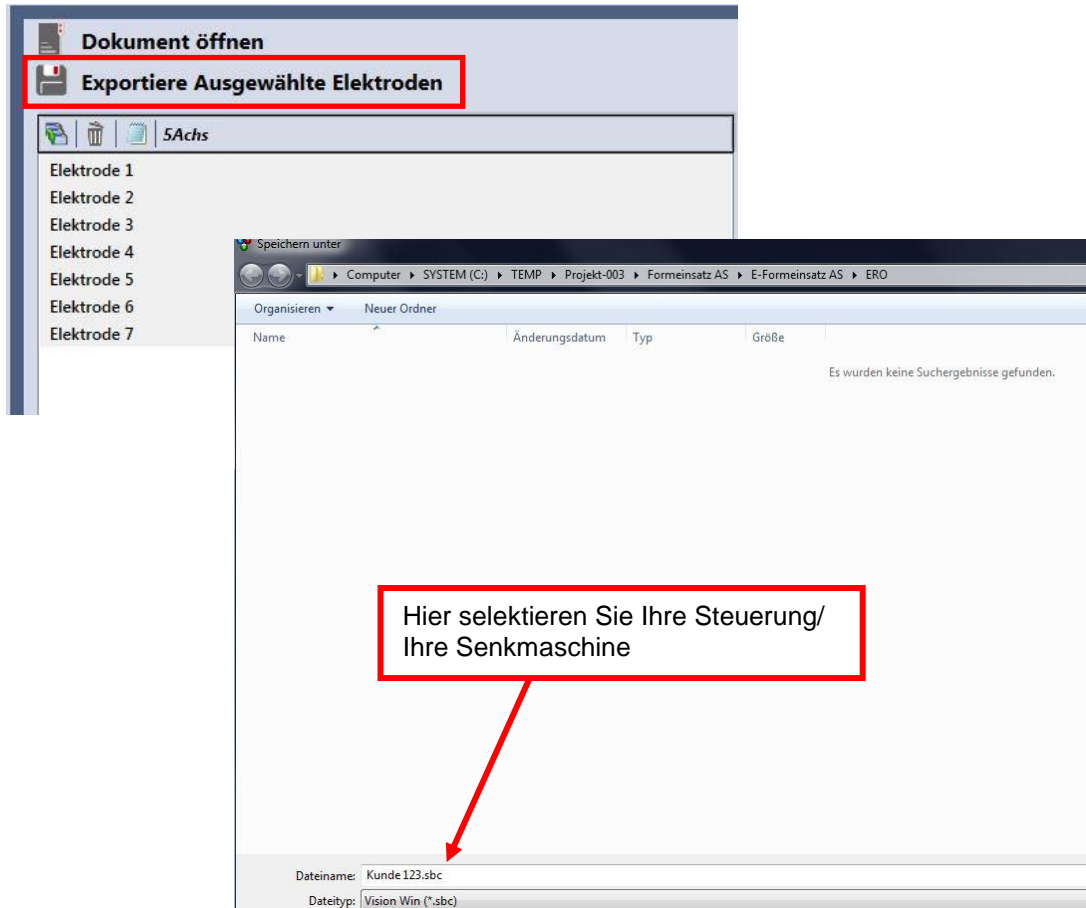 Dokument öffnen
Exportiere Ausgewählte Elektroden
5Achs
Elektrode 1
Elektrode 2
Elektrode 3
Elektrode 4
Elektrode 5
Elektrode 6
Elektrode 7
Speichern unter
Computer SYSTEM (C:) TEMP Projekt-003 Formeinsatz AS E-Formeinsatz AS ERO
Organisieren Neuer Ordner
Name Änderungsdatum Typ Größe
Es wurden keine Suchergebnisse gefunden.
Hier selektieren Sie Ihre Steuerung/
Ihre Senkmaschine
Dateiname: Kunde 123.sbc
Dateityp: Vision Win (*.sbc)